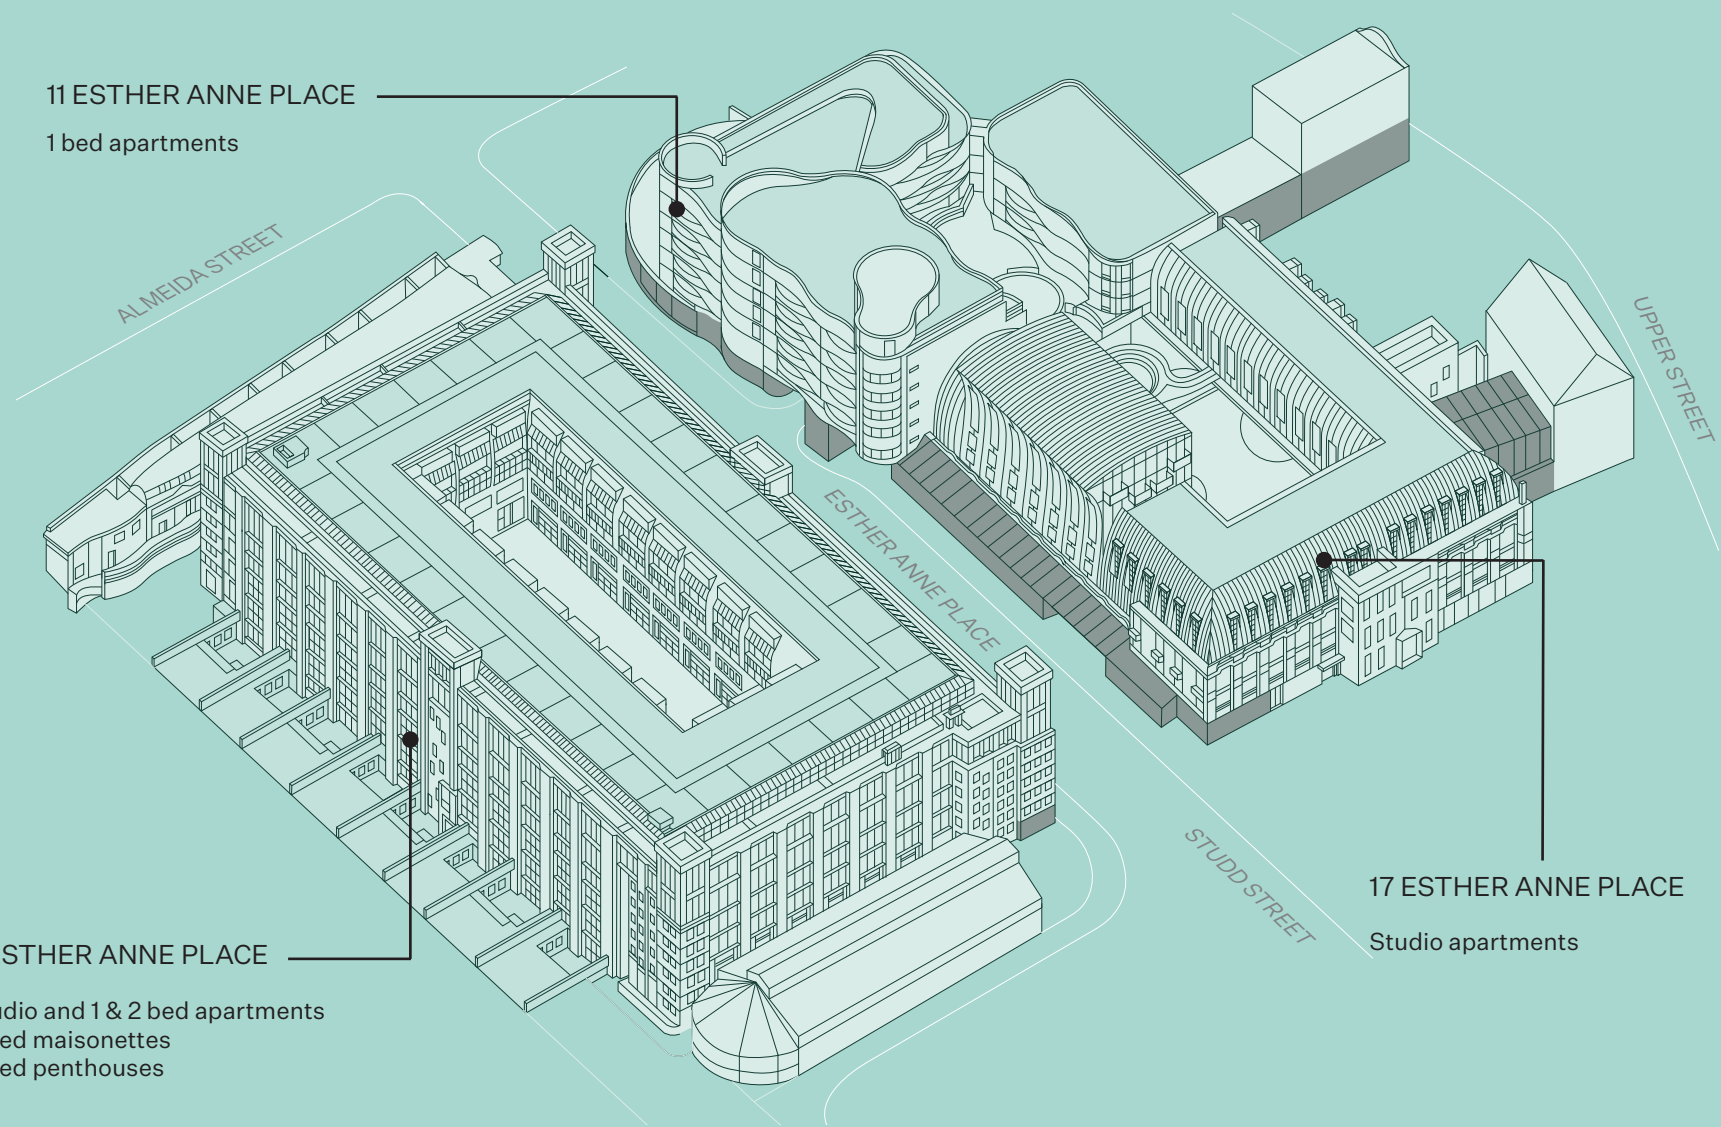 11 ESTHER ANNE PLACE
1 bed apartments
ALMEIDA STREET
UPPER STREET
ESTHER ANNE PLACE
STUDD STREET
17 ESTHER ANNE PLACE
Studio apartments
STHER ANNE PLACE
udio and 1 & 2 bed apartments
ed maisonettes
ed penthouses